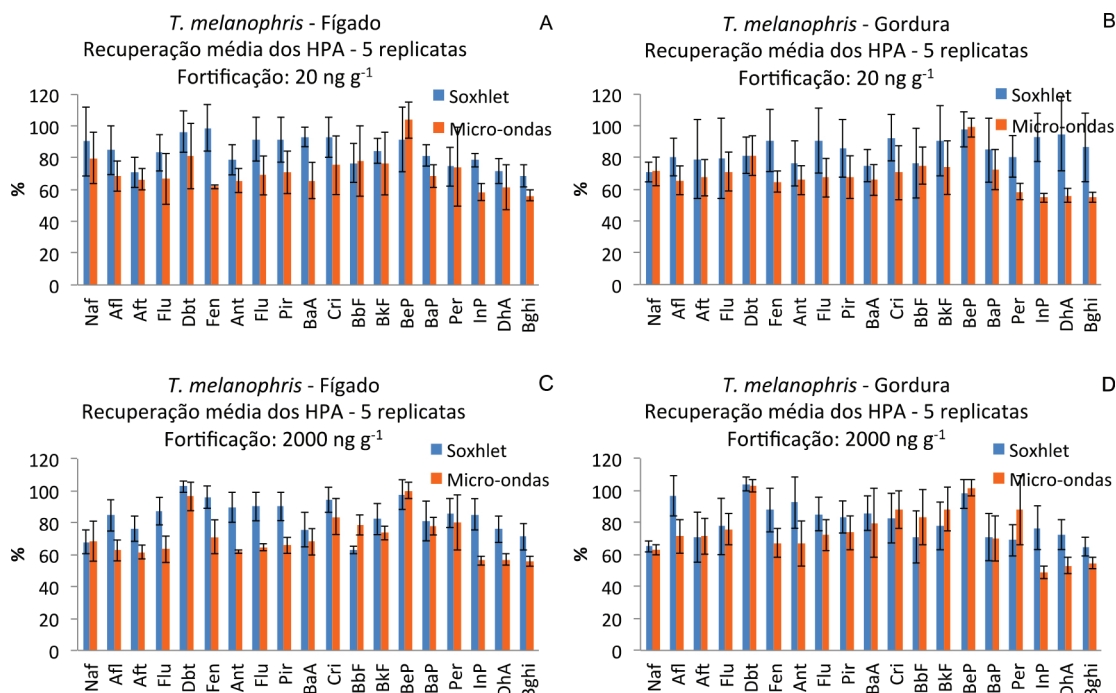 T. melanophris - Fígado
A
Recuperação média dos HPA - 5 replicatas
Fortificação: 20 ng g⁻¹
120
100
80
60
40
20
0
%
Soxhlet
Micro-ondas
Naf Afl Aft Flu Dbt Fen Ant Flu Pir BaA Cri BbF BkF BeP BaP Per InP DhA Bghi
T. melanophris - Gordura
B
Recuperação média dos HPA - 5 replicatas
Fortificação: 20 ng g⁻¹
120
100
80
60
40
20
0
%
Soxhlet
Micro-ondas
Naf Afl Aft Flu Dbt Fen Ant Flu Pir BaA Cri BbF BkF BeP BaP Per InP DhA Bghi
T. melanophris - Fígado
C
Recuperação média dos HPA - 5 replicatas
Fortificação: 2000 ng g⁻¹
120
100
80
60
40
20
0
%
Soxhlet
Micro-ondas
Naf Afl Aft Flu Dbt Fen Ant Flu Pir BaA Cri BbF BkF BeP BaP Per InP DhA Bghi
T. melanophris - Gordura
D
Recuperação média dos HPA - 5 replicatas
Fortificação: 2000 ng g⁻¹
120
100
80
60
40
20
0
%
Soxhlet
Micro-ondas
Naf Afl Aft Flu Dbt Fen Ant Flu Pir BaA Cri BbF BkF BeP BaP Per InP DhA Bghi